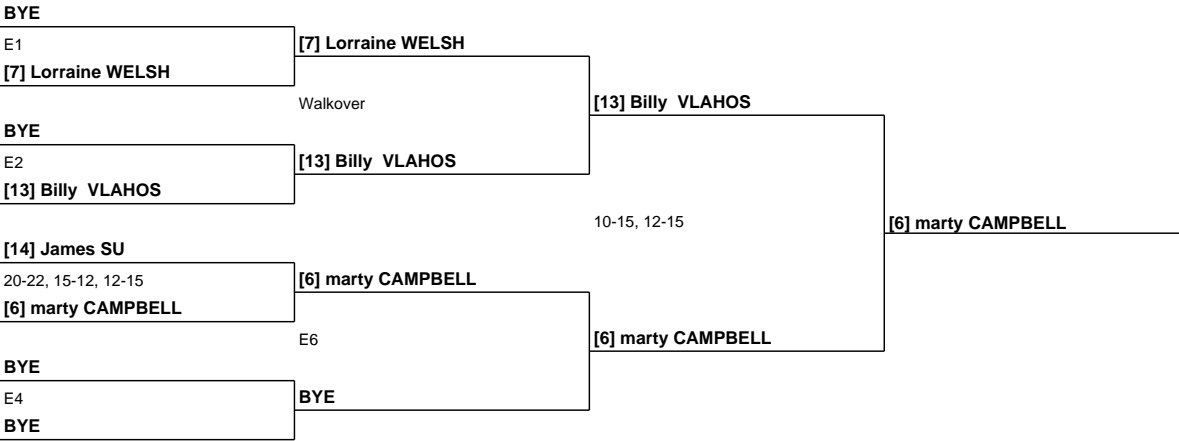 BYE
E1
[7] Lorraine WELSH
[7] Lorraine WELSH
Walkover
BYE
E2
[13] Billy  VLAHOS
[13] Billy  VLAHOS
[13] Billy  VLAHOS
10-15, 12-15
[6] marty CAMPBELL
[14] James SU
20-22, 15-12, 12-15
[6] marty CAMPBELL
[6] marty CAMPBELL
E6
[6] marty CAMPBELL
BYE
E4
BYE
BYE